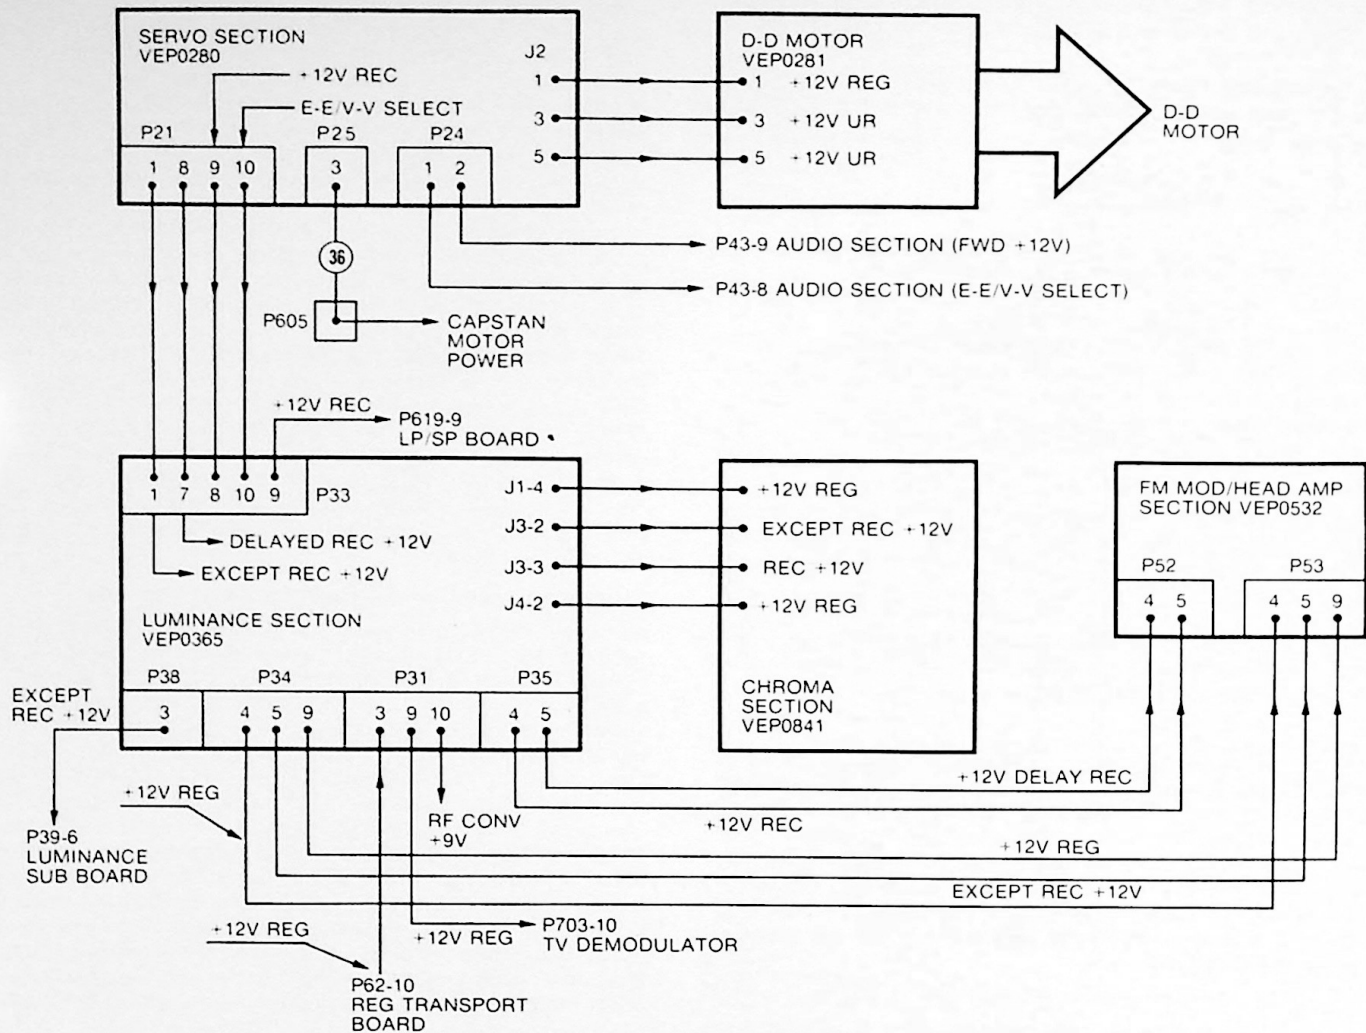 SERVO SECTION
VEP0280
+12V REC
E-E/V-V SELECT
J2
1
3
5
P21
P25
P24
1 8 9 10
3
1 2
D-D MOTOR
VEP0281
1 +12V REG
3 +12V UR
5 +12V UR
D-D
MOTOR
36
P43-9 AUDIO SECTION (FWD +12V)
P43-8 AUDIO SECTION (E-E/V-V SELECT)
P605
CAPSTAN
MOTOR
POWER
+12V REC
P619-9
LP/SP BOARD
1 7 8 10 9
P33
DELAYED REC +12V
EXCEPT REC +12V
J1-4
J3-2
J3-3
J4-2
LUMINANCE SECTION
VEP0365
P38
P34
P31
P35
3
4 5 9
3 9 10
4 5
+12V REG
EXCEPT REC +12V
REC +12V
+12V REG
CHROMA
SECTION
VEP0841
FM MOD/HEAD AMP
SECTION VEP0532
P52
P53
4 5
4 5 9
EXCEPT
REC +12V
P39-6
LUMINANCE
SUB BOARD
+12V REG
RF CONV
+9V
+12V DELAY REC
+12V REC
+12V REG
EXCEPT REC +12V
+12V REG
+12V REG
P703-10
TV DEMODULATOR
P62-10
REG TRANSPORT
BOARD